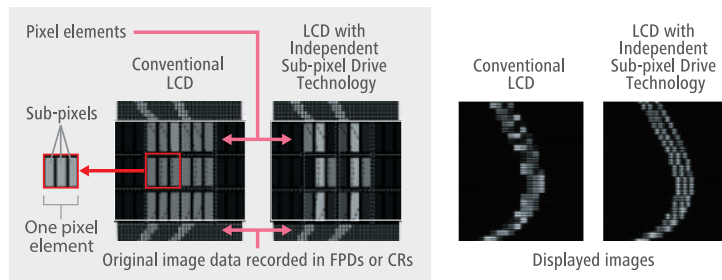 Pixel elements
Conventional
LCD
LCD with
Independent
Sub-pixel Drive
Technology
Sub-pixels
One pixel
element
Original image data recorded in FPDs or CRs
Conventional
LCD
LCD with
Independent
Sub-pixel Drive
Technology
Displayed images